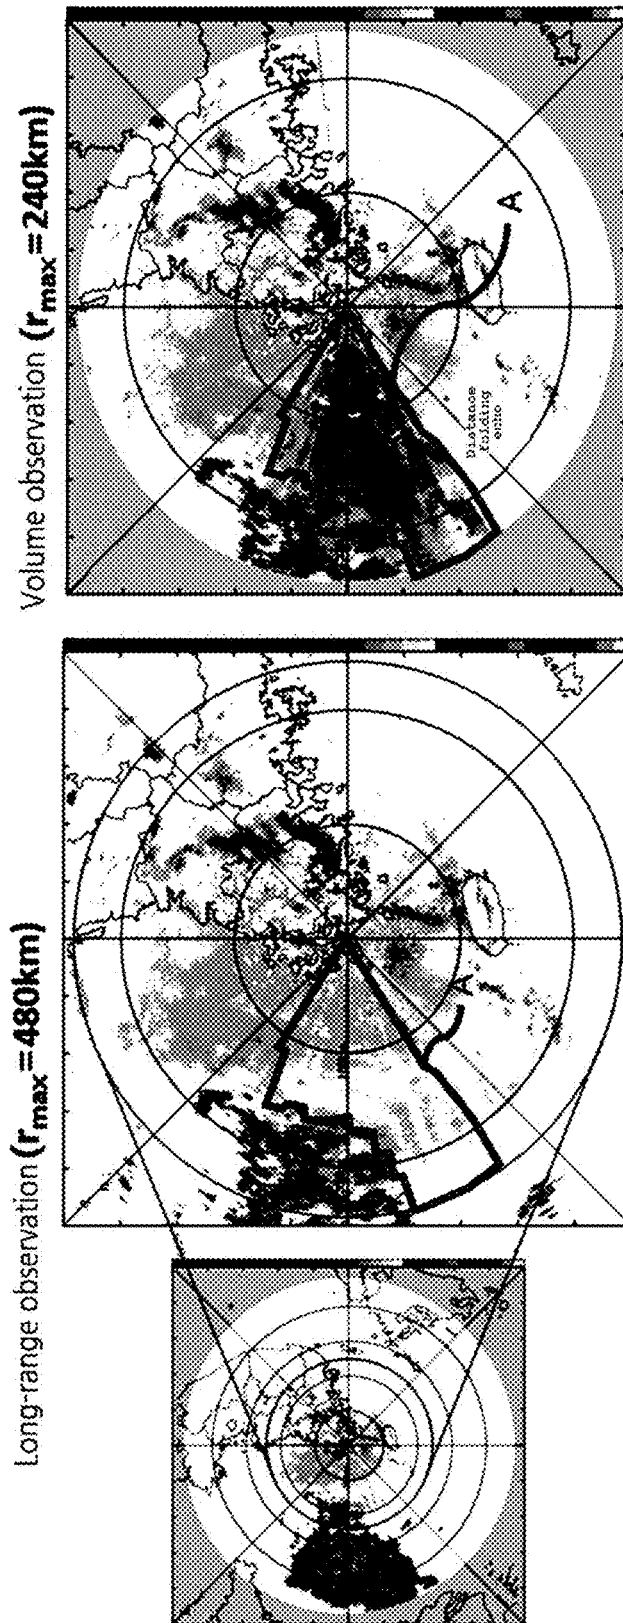 Long-range observation (rmax=480km)
Volume observation (rmax=240km)
A
A
Distance
folding
echo